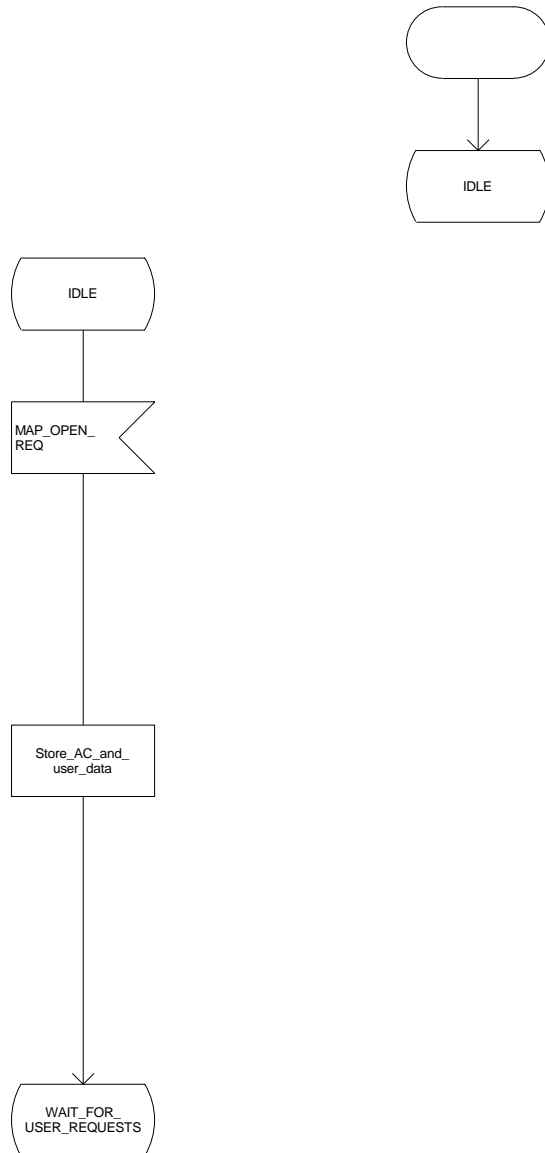 IDLE
IDLE
MAP_OPEN_
REQ
Store_AC_and_
user_data
WAIT_FOR_
USER_REQUESTS